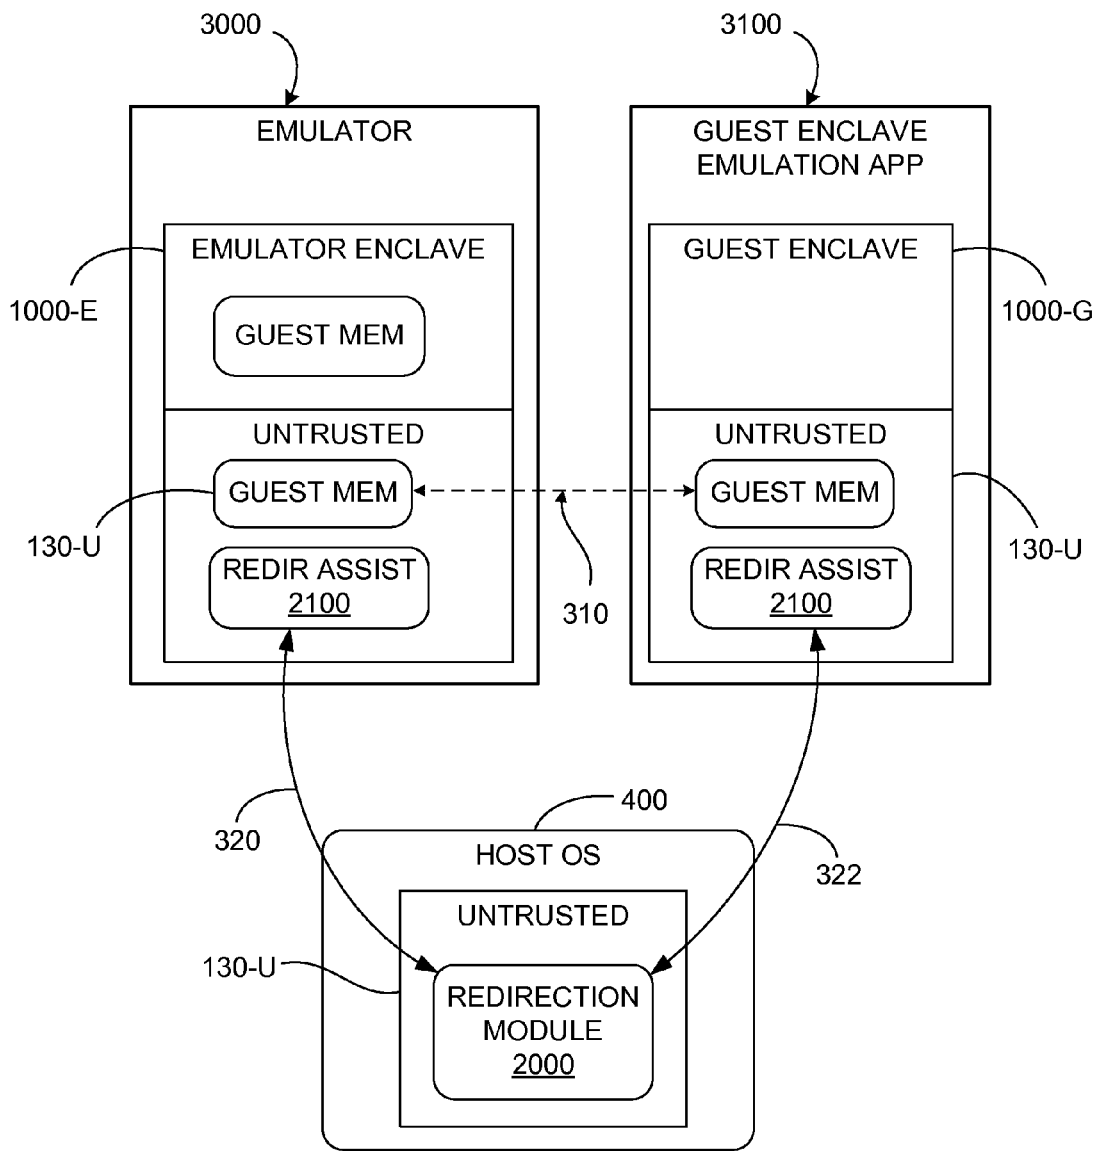 3000
3100
EMULATOR
GUEST ENCLAVE
EMULATION APP
EMULATOR ENCLAVE
GUEST ENCLAVE
1000-E
1000-G
GUEST MEM
UNTRUSTED
UNTRUSTED
GUEST MEM
GUEST MEM
130-U
130-U
REDIR ASSIST
2100
REDIR ASSIST
2100
310
320
400
322
HOST OS
UNTRUSTED
130-U
REDIRECTION
MODULE
2000